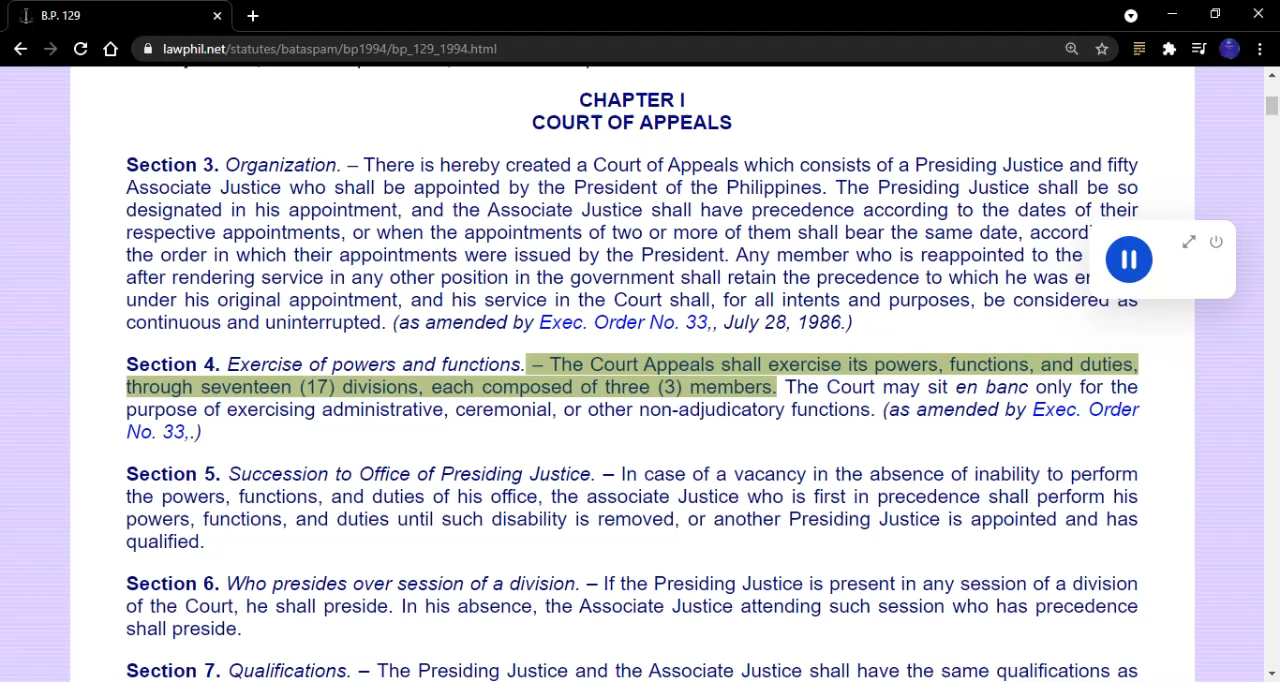 B.P. 129
lawphil.net/statutes/bataspam/bp1994/bp_129_1994.html
CHAPTER I
COURT OF APPEALS
Section 3. Organization. – There is hereby created a Court of Appeals which consists of a Presiding Justice and fifty
Associate Justice who shall be appointed by the President of the Philippines. The Presiding Justice shall be so
designated in his appointment, and the Associate Justice shall have precedence according to the dates of their
respective appointments, or when the appointments of two or more of them shall bear the same date, accord
the order in which their appointments were issued by the President. Any member who is reappointed to the
after rendering service in any other position in the government shall retain the precedence to which he was
under his original appointment, and his service in the Court shall, for all intents and purposes, be considered as
continuous and uninterrupted. (as amended by Exec. Order No. 33,, July 28, 1986.)
Section 4. Exercise of powers and functions. – The Court Appeals shall exercise its powers, functions, and duties,
through seventeen (17) divisions, each composed of three (3) members. The Court may sit en banc only for the
purpose of exercising administrative, ceremonial, or other non-adjudicatory functions. (as amended by Exec. Order
No. 33,.)
Section 5. Succession to Office of Presiding Justice. – In case of a vacancy in the absence of inability to perform
the powers, functions, and duties of his office, the associate Justice who is first in precedence shall perform his
powers, functions, and duties until such disability is removed, or another Presiding Justice is appointed and has
qualified.
Section 6. Who presides over session of a division. – If the Presiding Justice is present in any session of a division
of the Court, he shall preside. In his absence, the Associate Justice attending such session who has precedence
shall preside.
Section 7. Qualifications. – The Presiding Justice and the Associate Justice shall have the same qualifications as